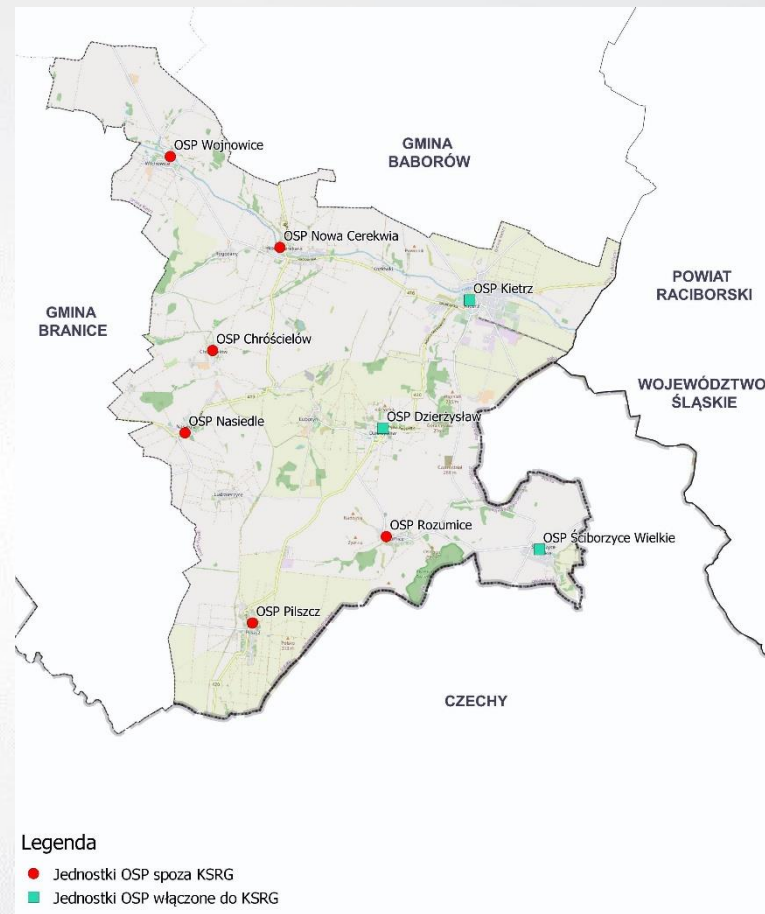 GMINA
BABORÓW
OSP Wojnowice
OSP Nowa Cerekwia
OSP Kietrz
POWIAT
RACIBORSKI
GMINA
BRANICE
OSP Chróścielów
WOJEWÓDZTWO
ŚLĄSKIE
OSP Nasiedle
OSP Dzierżysław
OSP Rozumice
OSP Ściborzyce Wielkie
OSP Pilszcz
CZECHY
Legenda
Jednostki OSP spoza KSRG
Jednostki OSP włączone do KSRG